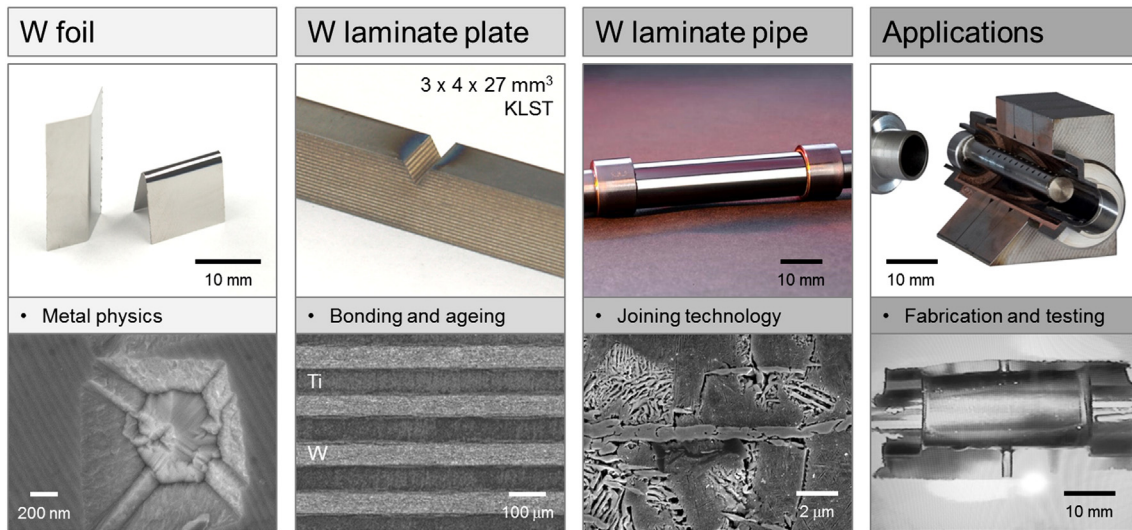 W foil
W laminate plate
W laminate pipe
Applications
3 x 4 x 27 mm³
KLST
10 mm
10 mm
10 mm
• Metal physics
• Bonding and ageing
• Joining technology
• Fabrication and testing
Ti
W
200 nm
100 μm
2 μm
10 mm